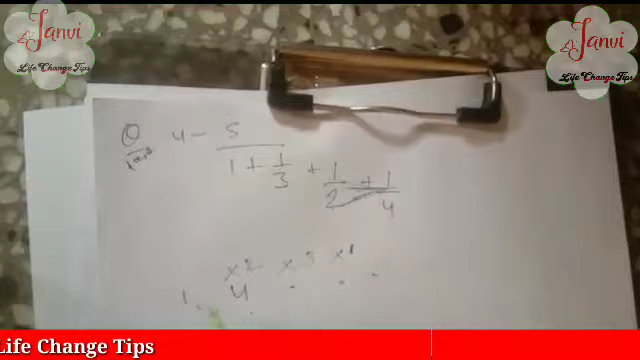 Janvi
Life Change Tips
Janvi
Life Change Tips
Q 4 - 5
1 + 1/3 + 1/2 + 1/4
x2 x3 x1
1. 4
Life Change Tips